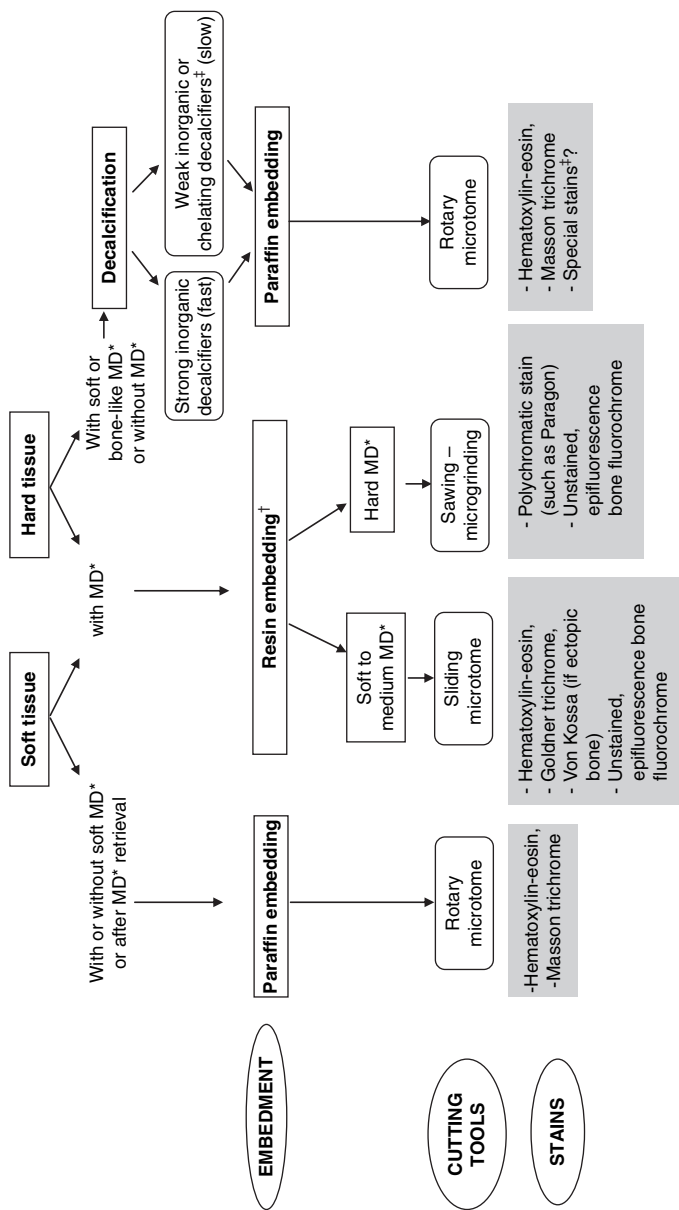 Soft tissue
Hard tissue
With or without soft MD*
or after MD* retrieval
with MD*
With soft or
bone-like MD*
or without MD*
Decalcification
Strong inorganic
decalcifiers (fast)
Weak inorganic or
chelating decalcifiers‡ (slow)
EMBEDMENT
Paraffin embedding
Resin embedding†
Paraffin embedding
Soft to
medium MD*
Hard MD*
CUTTING
TOOLS
Rotary
microtome
Sliding
microtome
Sawing –
microgrinding
Rotary
microtome
STAINS
-Hematoxylin-eosin,
-Masson trichrome
- Hematoxylin-eosin,
- Goldner trichrome,
- Von Kossa (if ectopic
bone)
- Unstained,
epifluorescence bone
fluorochrome
- Polychromatic stain
(such as Paragon)
- Unstained,
epifluorescence
bone fluorochrome
- Hematoxylin-eosin,
- Masson trichrome
- Special stains‡?